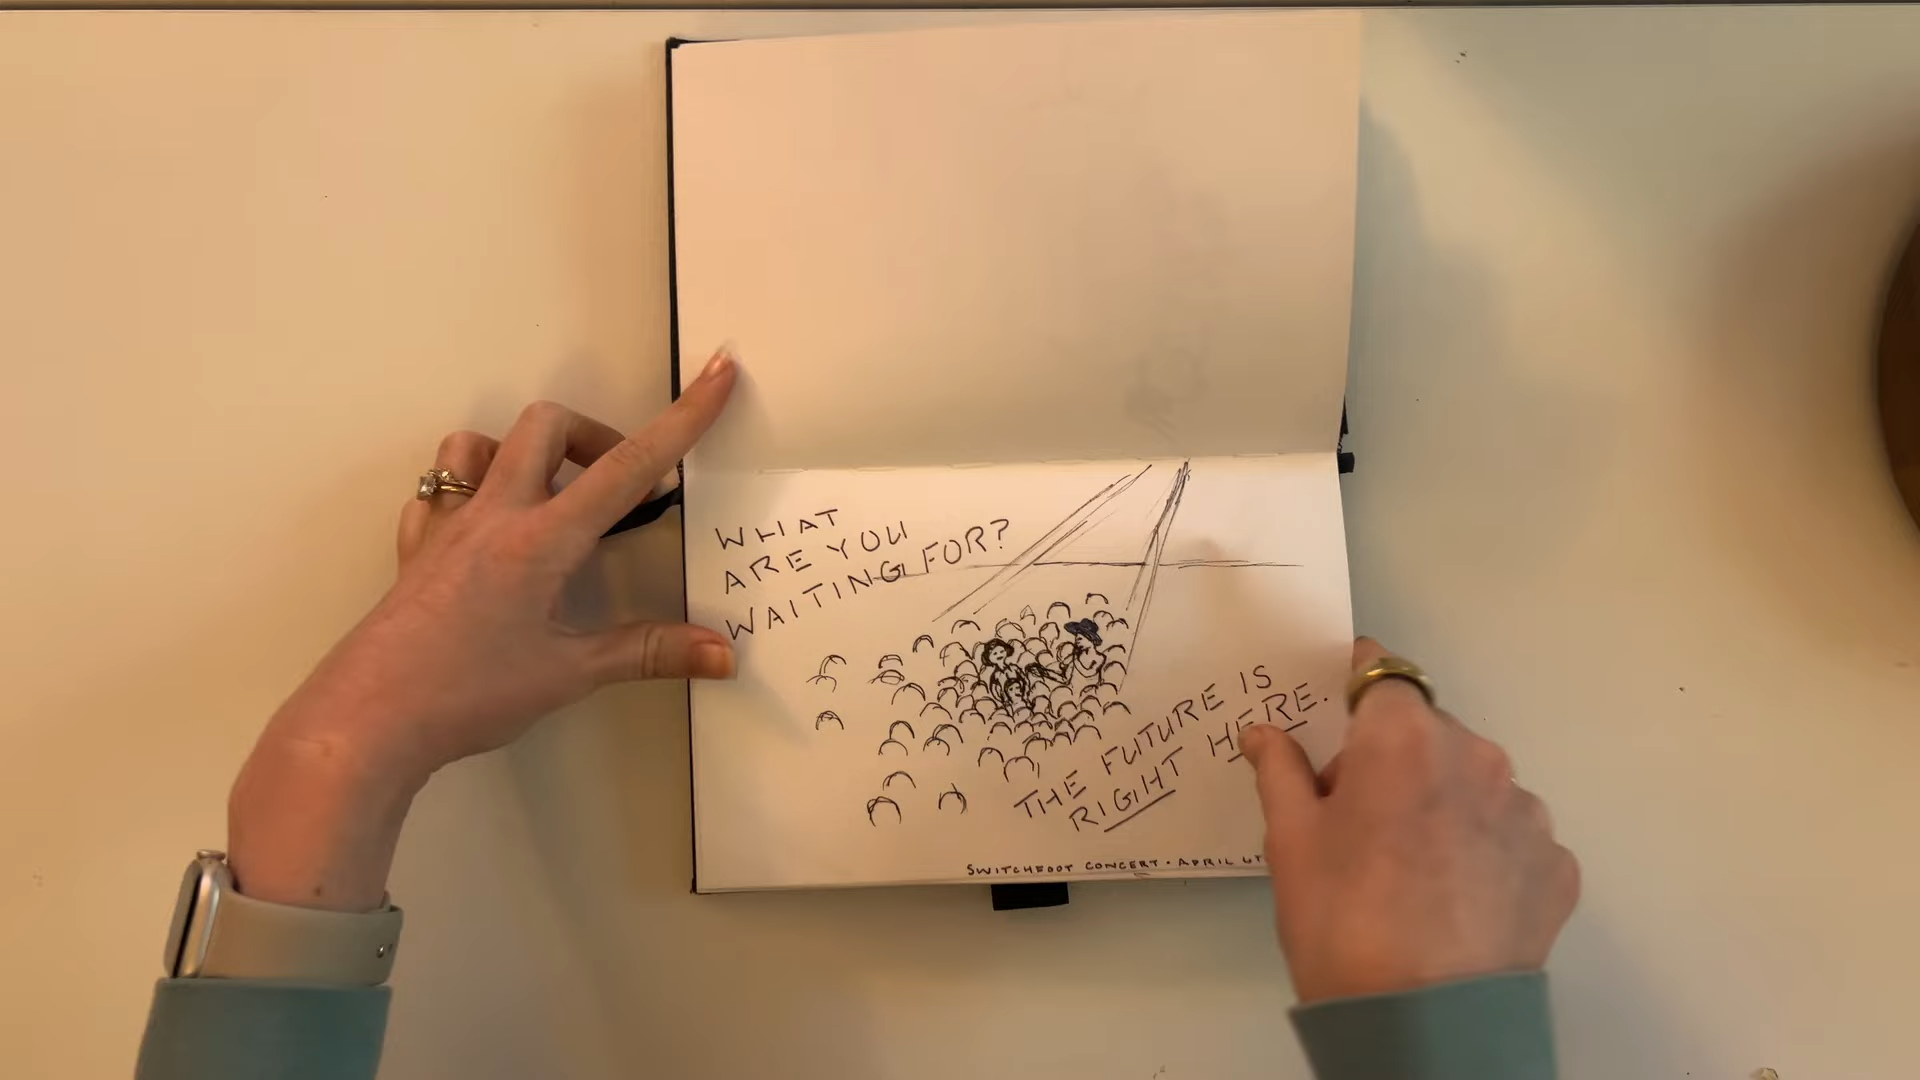 WHAT
ARE YOU
WAITING FOR?
THE FUTURE IS
RIGHT HERE.
SWITCHFOOT CONCERT • APRIL